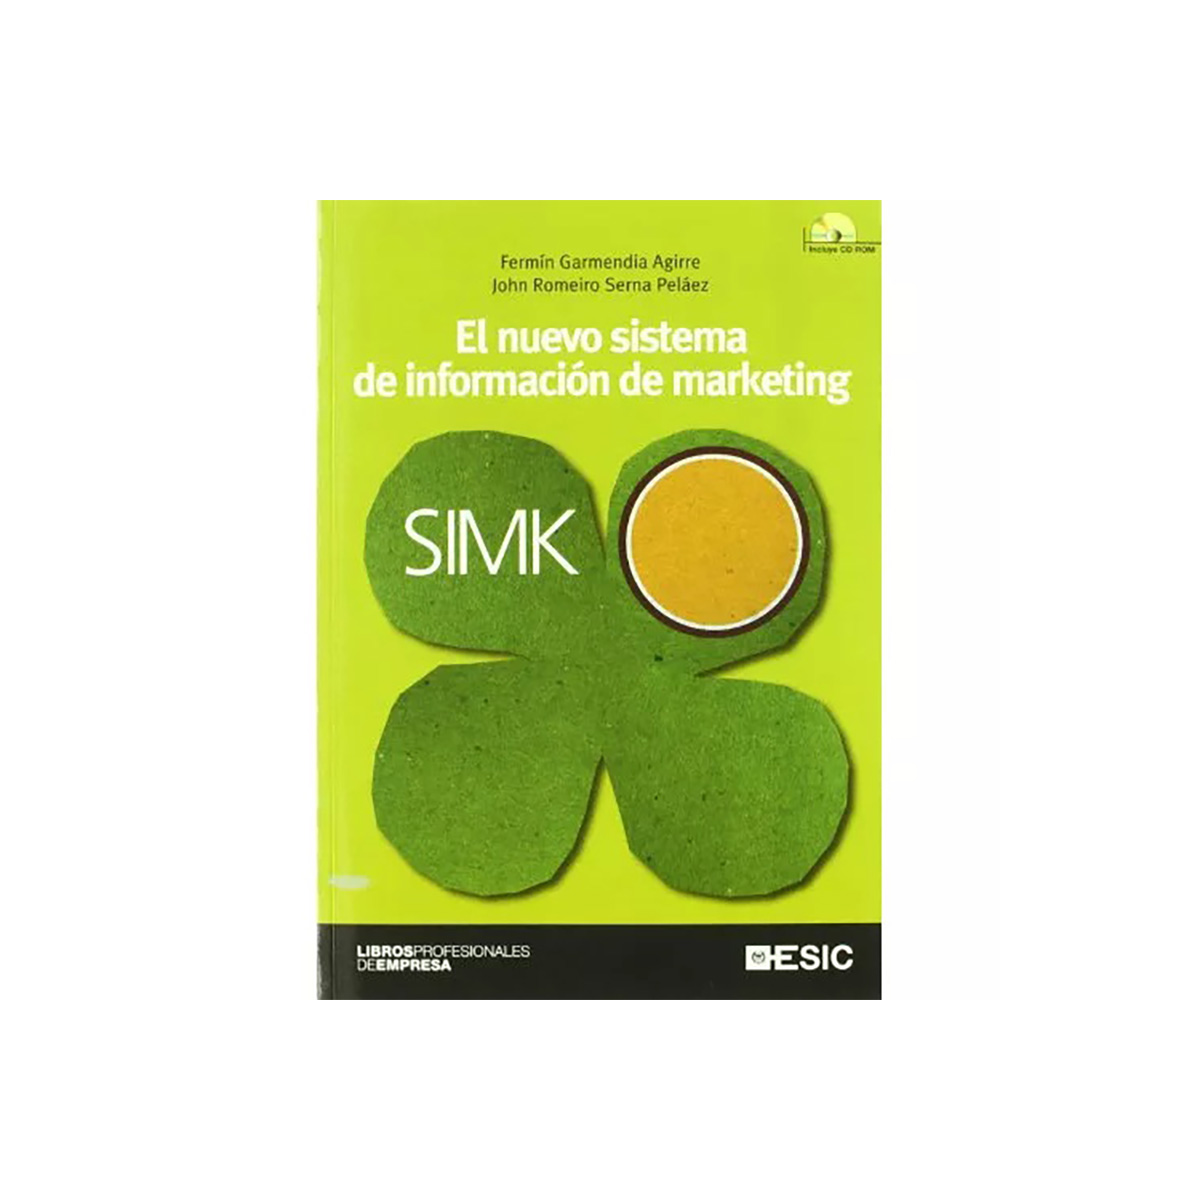 Incluye CD ROM
Fermín Garmendia Agirre
John Romeiro Serna Peláez
El nuevo sistema
de información de marketing
SIMK
LIBROSPROFESIONALES
DEEMPRESA
ESIC